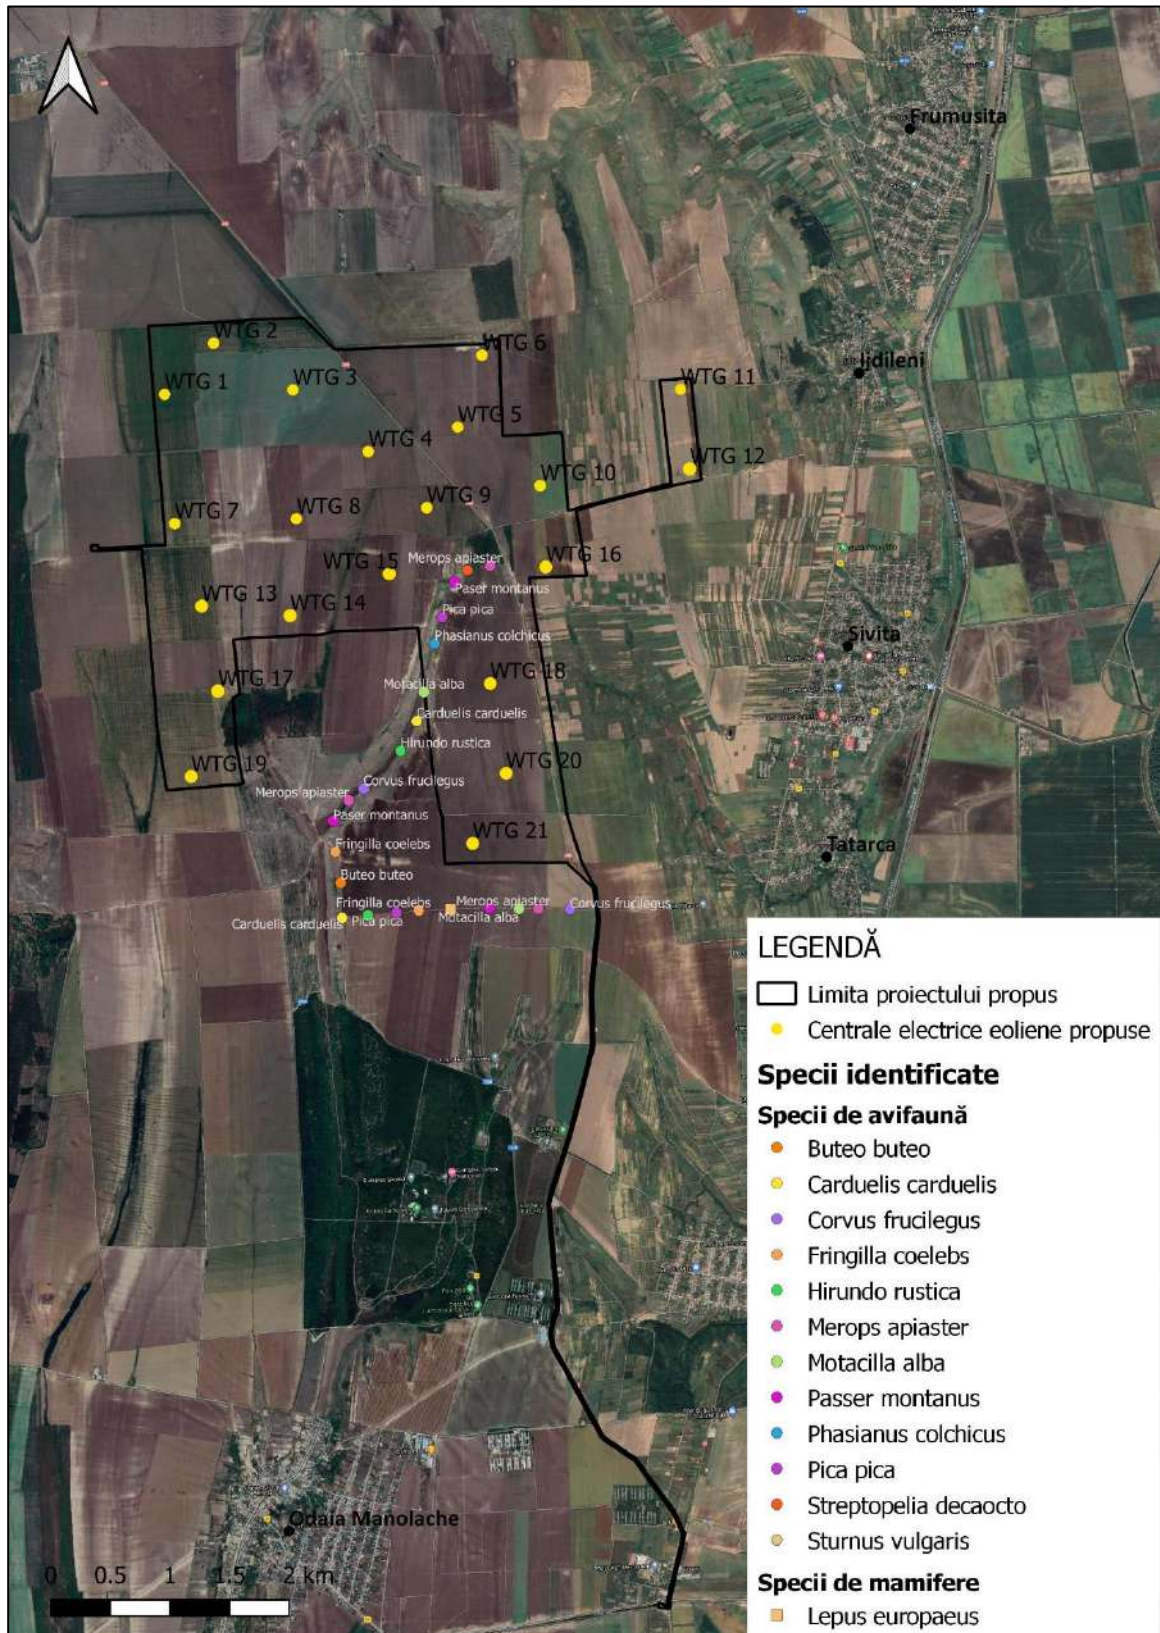 Frumusita
Iidileni
WTG 2
WTG 6
WTG 1
WTG 3
WTG 11
WTG 5
WTG 4
WTG 12
WTG 10
WTG 9
WTG 8
WTG 7
WTG 16
Merops apiaster
WTG 15
Paser montanus
WTG 13
WTG 14
Pica pica
Phasianus colchicus
Sivita
WTG 18
WTG 17
Motacilla alba
Carduelis carduelis
Hirundo rustica
WTG 20
WTG 19
Corvus frucilegus
Merops apiaster
Paser montanus
WTG 21
Fringilla coelebs
Tatarca
Buteo buteo
Fringilla coelebs
Merops apiaster
Corvus frucilegus
Carduelis carduelis
Pica pica
Motacilla alba
Odaia Manolache
0 0.5 1 1.5 2 km
LEGENDĂ
Limita proiectului propus
Centrale electrice eoliene propuse
Specii identificate
Specii de avifaună
Buteo buteo
Carduelis carduelis
Corvus frucilegus
Fringilla coelebs
Hirundo rustica
Merops apiaster
Motacilla alba
Passer montanus
Phasianus colchicus
Pica pica
Streptopelia decaocto
Sturnus vulgaris
Specii de mamifere
Lepus europaeus